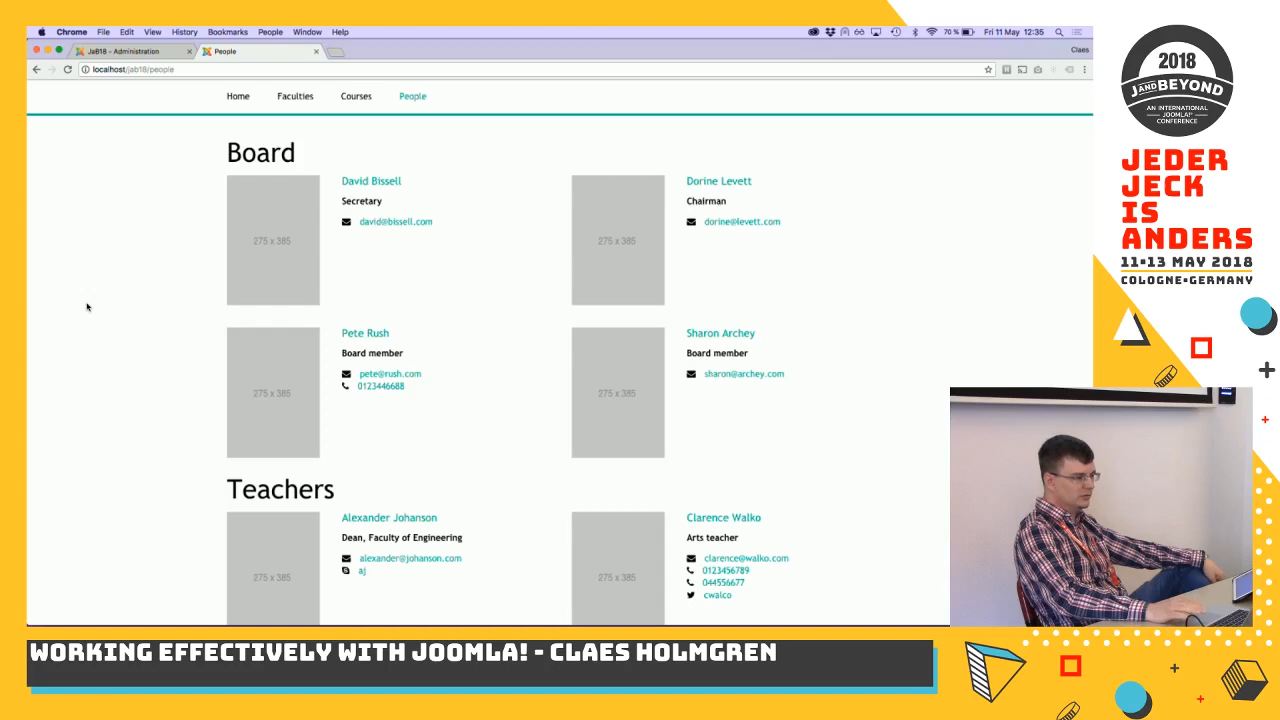 Chrome File Edit View History Bookmarks People Window Help 70 % Fri 11 May 12:35
JaB18 - Administration People Claes
localhost/jab18/people
Home Faculties Courses People
Board
275 x 385
David Bissell
Secretary
david@bissell.com
275 x 385
Dorine Levett
Chairman
dorine@levett.com
275 x 385
Pete Rush
Board member
pete@rush.com
0123446688
275 x 385
Sharon Archey
Board member
sharon@archey.com
Teachers
275 x 385
Alexander Johanson
Dean, Faculty of Engineering
alexander@johanson.com
aj
275 x 385
Clarence Walko
Arts teacher
clarence@walko.com
0123456789
044556677
cwalco
2018
J AND BEYOND
AN INTERNATIONAL
JOOMLA!®
CONFERENCE
JEDER
JECK
IS
ANDERS
11-13 MAY 2018
COLOGNE•GERMANY
WORKING EFFECTIVELY WITH JOOMLA! - CLAES HOLMGREN